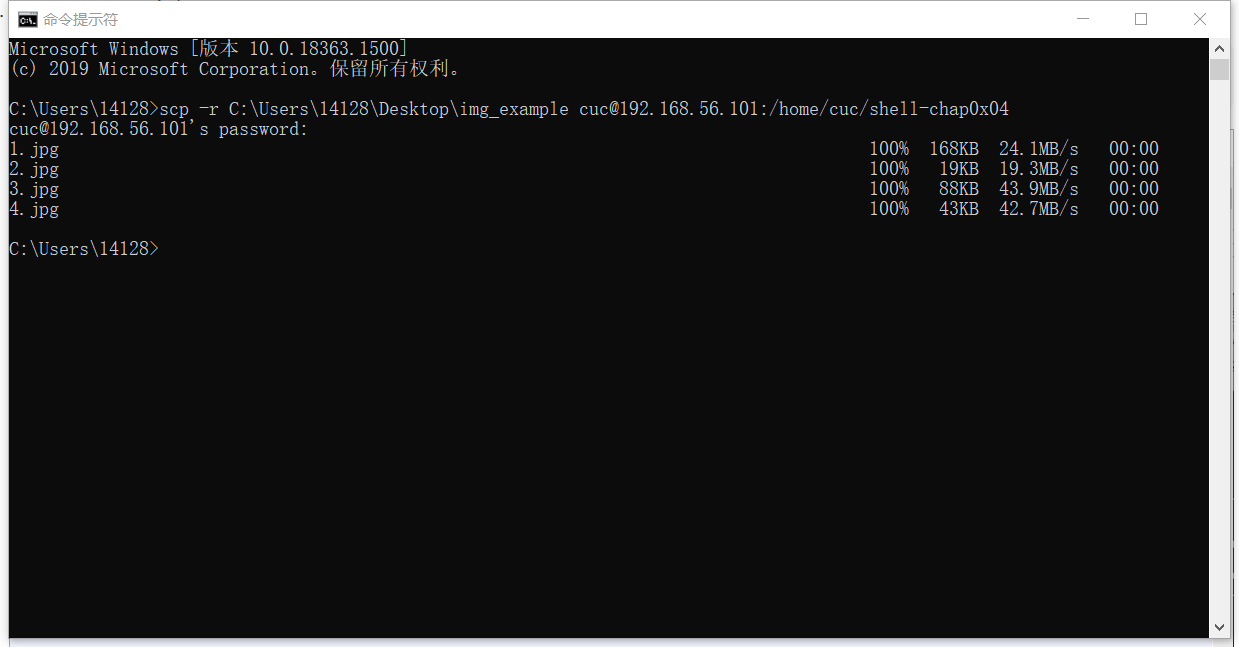 命令提示符
Microsoft Windows [版本 10.0.18363.1500]
(c) 2019 Microsoft Corporation。保留所有权利。
C:\Users\14128>scp -r C:\Users\14128\Desktop\img_example cuc@192.168.56.101:/home/cuc/shell-chap0x04
cuc@192.168.56.101's password:
1.jpg 100% 168KB 24.1MB/s 00:00
2.jpg 100% 19KB 19.3MB/s 00:00
3.jpg 100% 88KB 43.9MB/s 00:00
4.jpg 100% 43KB 42.7MB/s 00:00
C:\Users\14128>